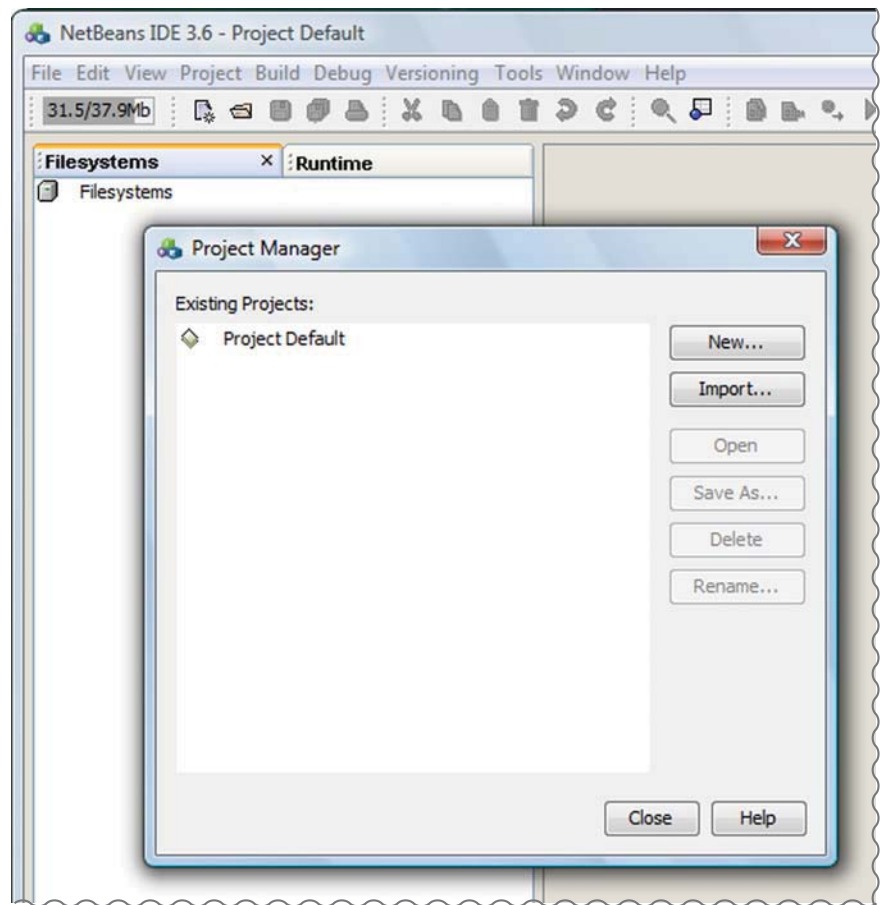 NetBeans IDE 3.6 - Project Default
File Edit View Project Build Debug Versioning Tools Window Help
31.5/37.9Mb
Filesystems × Runtime
Filesystems
Project Manager
Existing Projects:
Project Default
New...
Import...
Open
Save As...
Delete
Rename...
Close Help